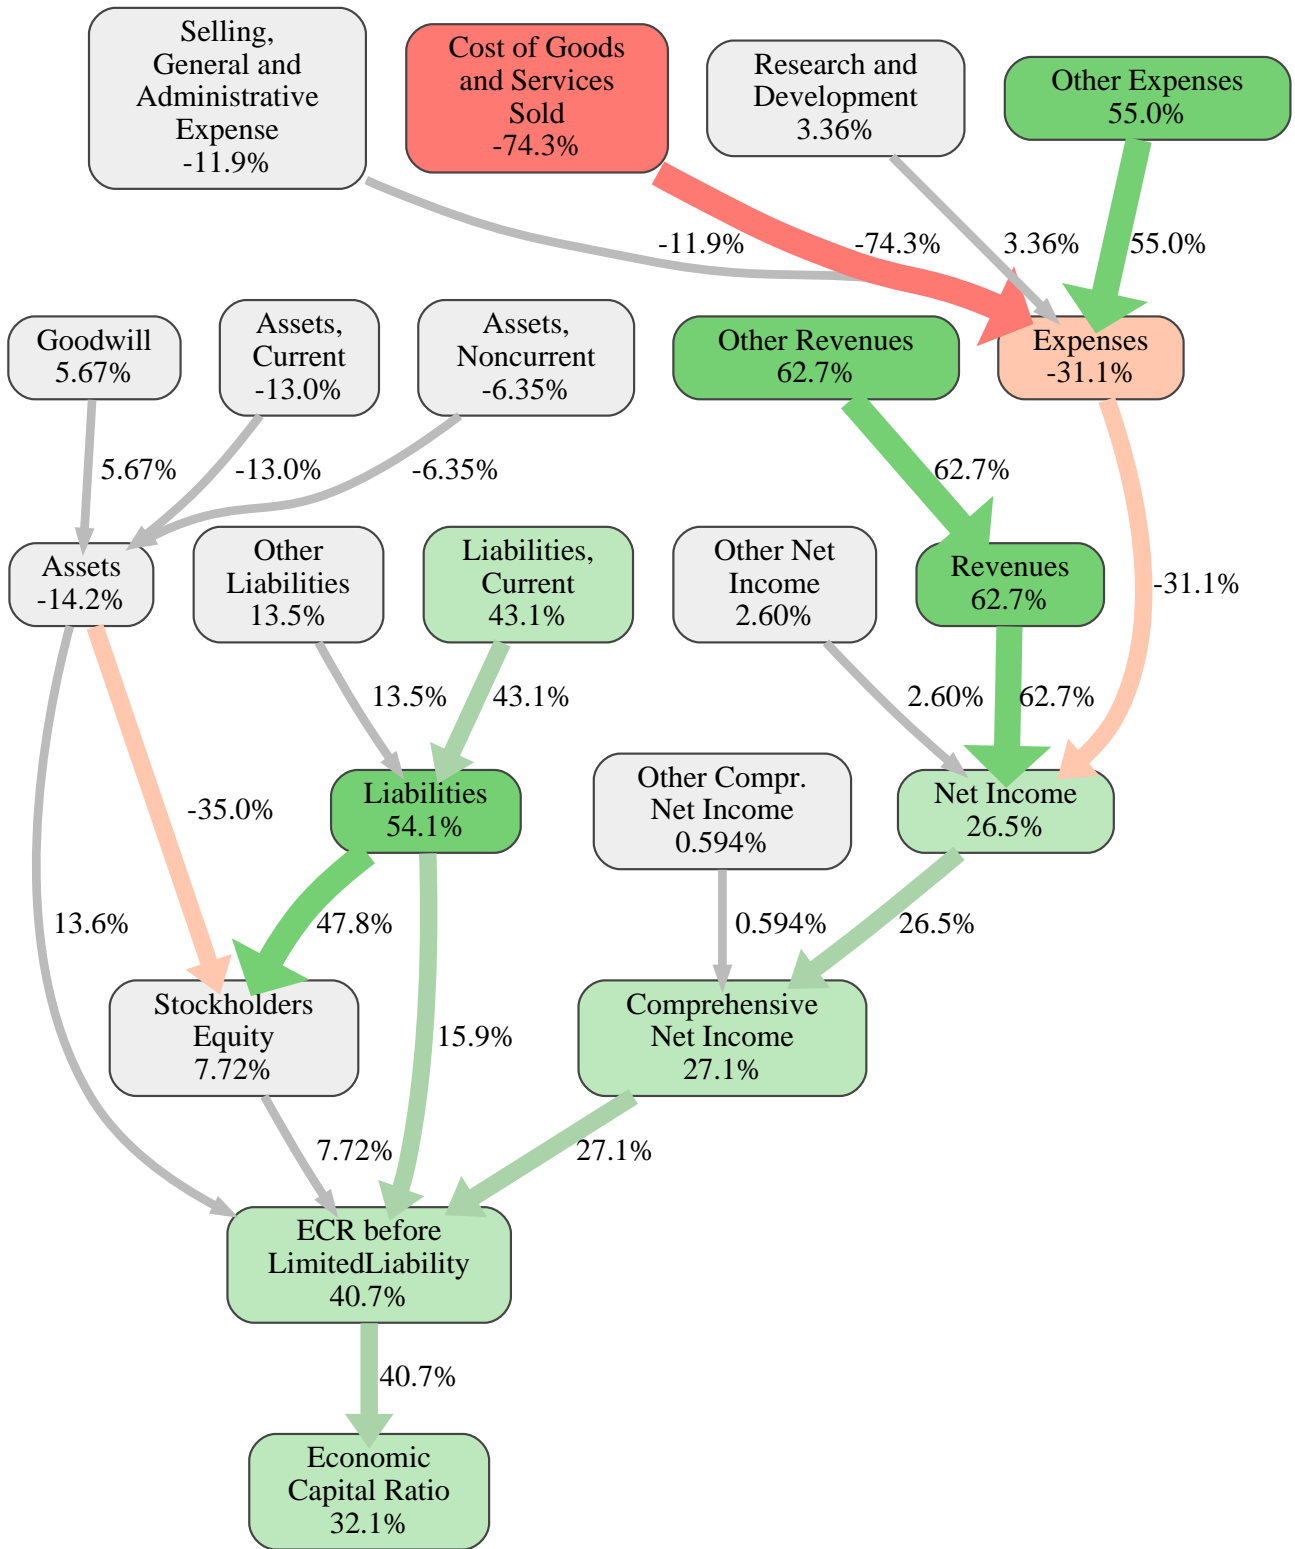 Selling,
General and
Administrative
Expense
-11.9%
Cost of Goods
and Services
Sold
-74.3%
Research and
Development
3.36%
Other Expenses
55.0%
-11.9%
-74.3%
3.36%
55.0%
Goodwill
5.67%
Assets,
Current
-13.0%
Assets,
Noncurrent
-6.35%
Other Revenues
62.7%
Expenses
-31.1%
5.67%
-13.0%
-6.35%
62.7%
Assets
-14.2%
Other
Liabilities
13.5%
Liabilities,
Current
43.1%
Other Net
Income
2.60%
Revenues
62.7%
-31.1%
13.5%
43.1%
2.60%
62.7%
-35.0%
Liabilities
54.1%
Other Compr.
Net Income
0.594%
Net Income
26.5%
13.6%
47.8%
0.594%
26.5%
Stockholders
Equity
7.72%
15.9%
Comprehensive
Net Income
27.1%
7.72%
27.1%
ECR before
LimitedLiability
40.7%
40.7%
Economic
Capital Ratio
32.1%